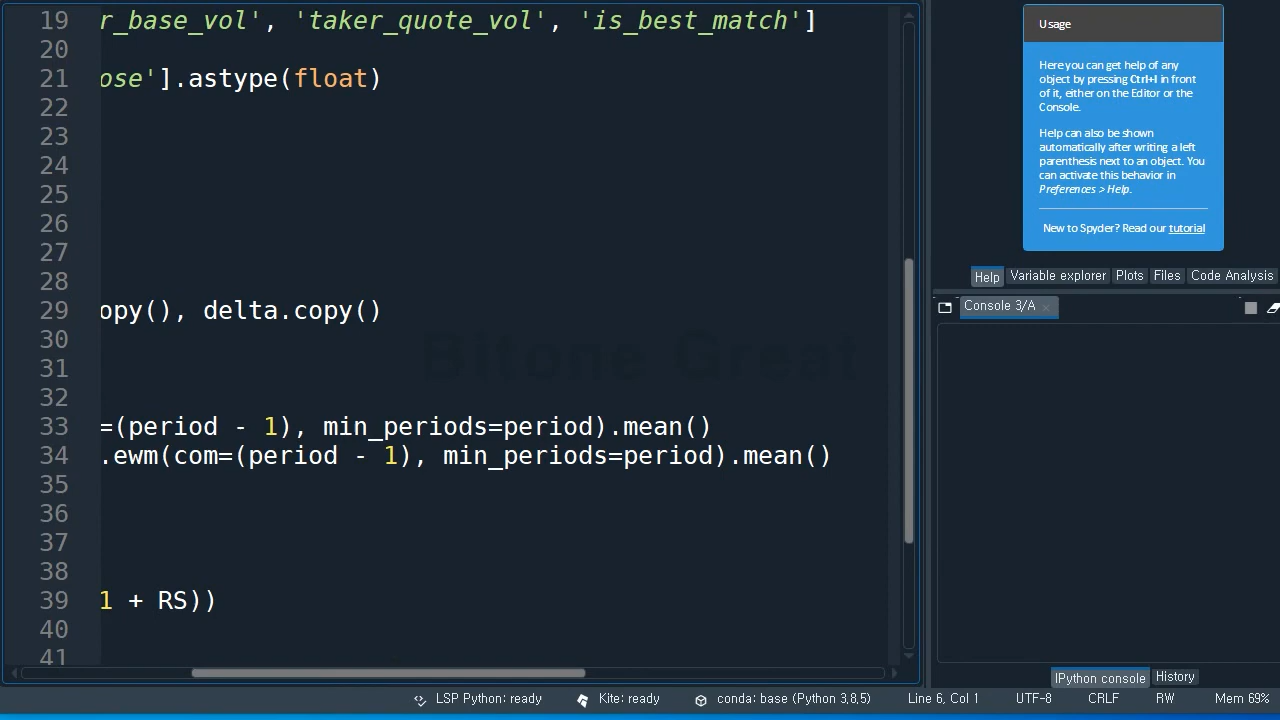 19 r_base_vol', 'taker_quote_vol', 'is_best_match']
20
21 ose'].astype(float)
22
23
24
25
26
27
28
29 opy(), delta.copy()
30
31
32
33 =(period - 1), min_periods=period).mean()
34 .ewm(com=(period - 1), min_periods=period).mean()
35
36
37
38
39 1 + RS))
40
41
Bitone Great
Usage
Here you can get help of any
object by pressing Ctrl+I in front
of it, either on the Editor or the
Console.
Help can also be shown
automatically after writing a left
parenthesis next to an object. You
can activate this behavior in
Preferences > Help.
New to Spyder? Read our tutorial
Help Variable explorer Plots Files Code Analysis
Console 3/A
IPython console History
LSP Python: ready Kite: ready conda: base (Python 3.8.5) Line 6, Col 1 UTF-8 CRLF RW Mem 69%